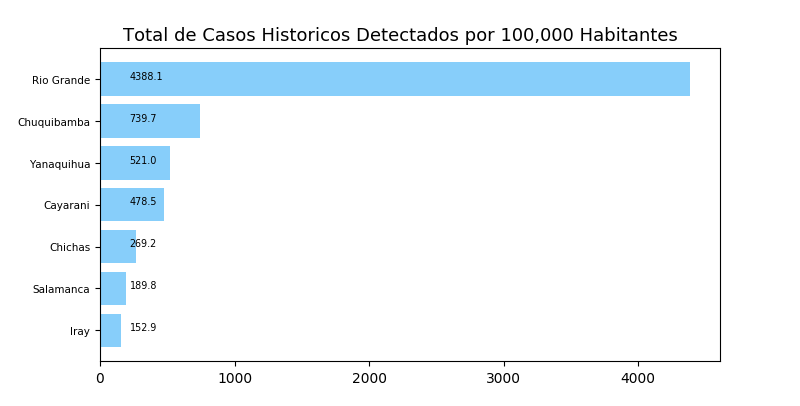 Total de Casos Historicos Detectados por 100,000 Habitantes
Rio Grande 4388.1
Chuquibamba 739.7
Yanaquihua 521.0
Cayarani 478.5
Chichas 269.2
Salamanca 189.8
Iray 152.9
0 1000 2000 3000 4000